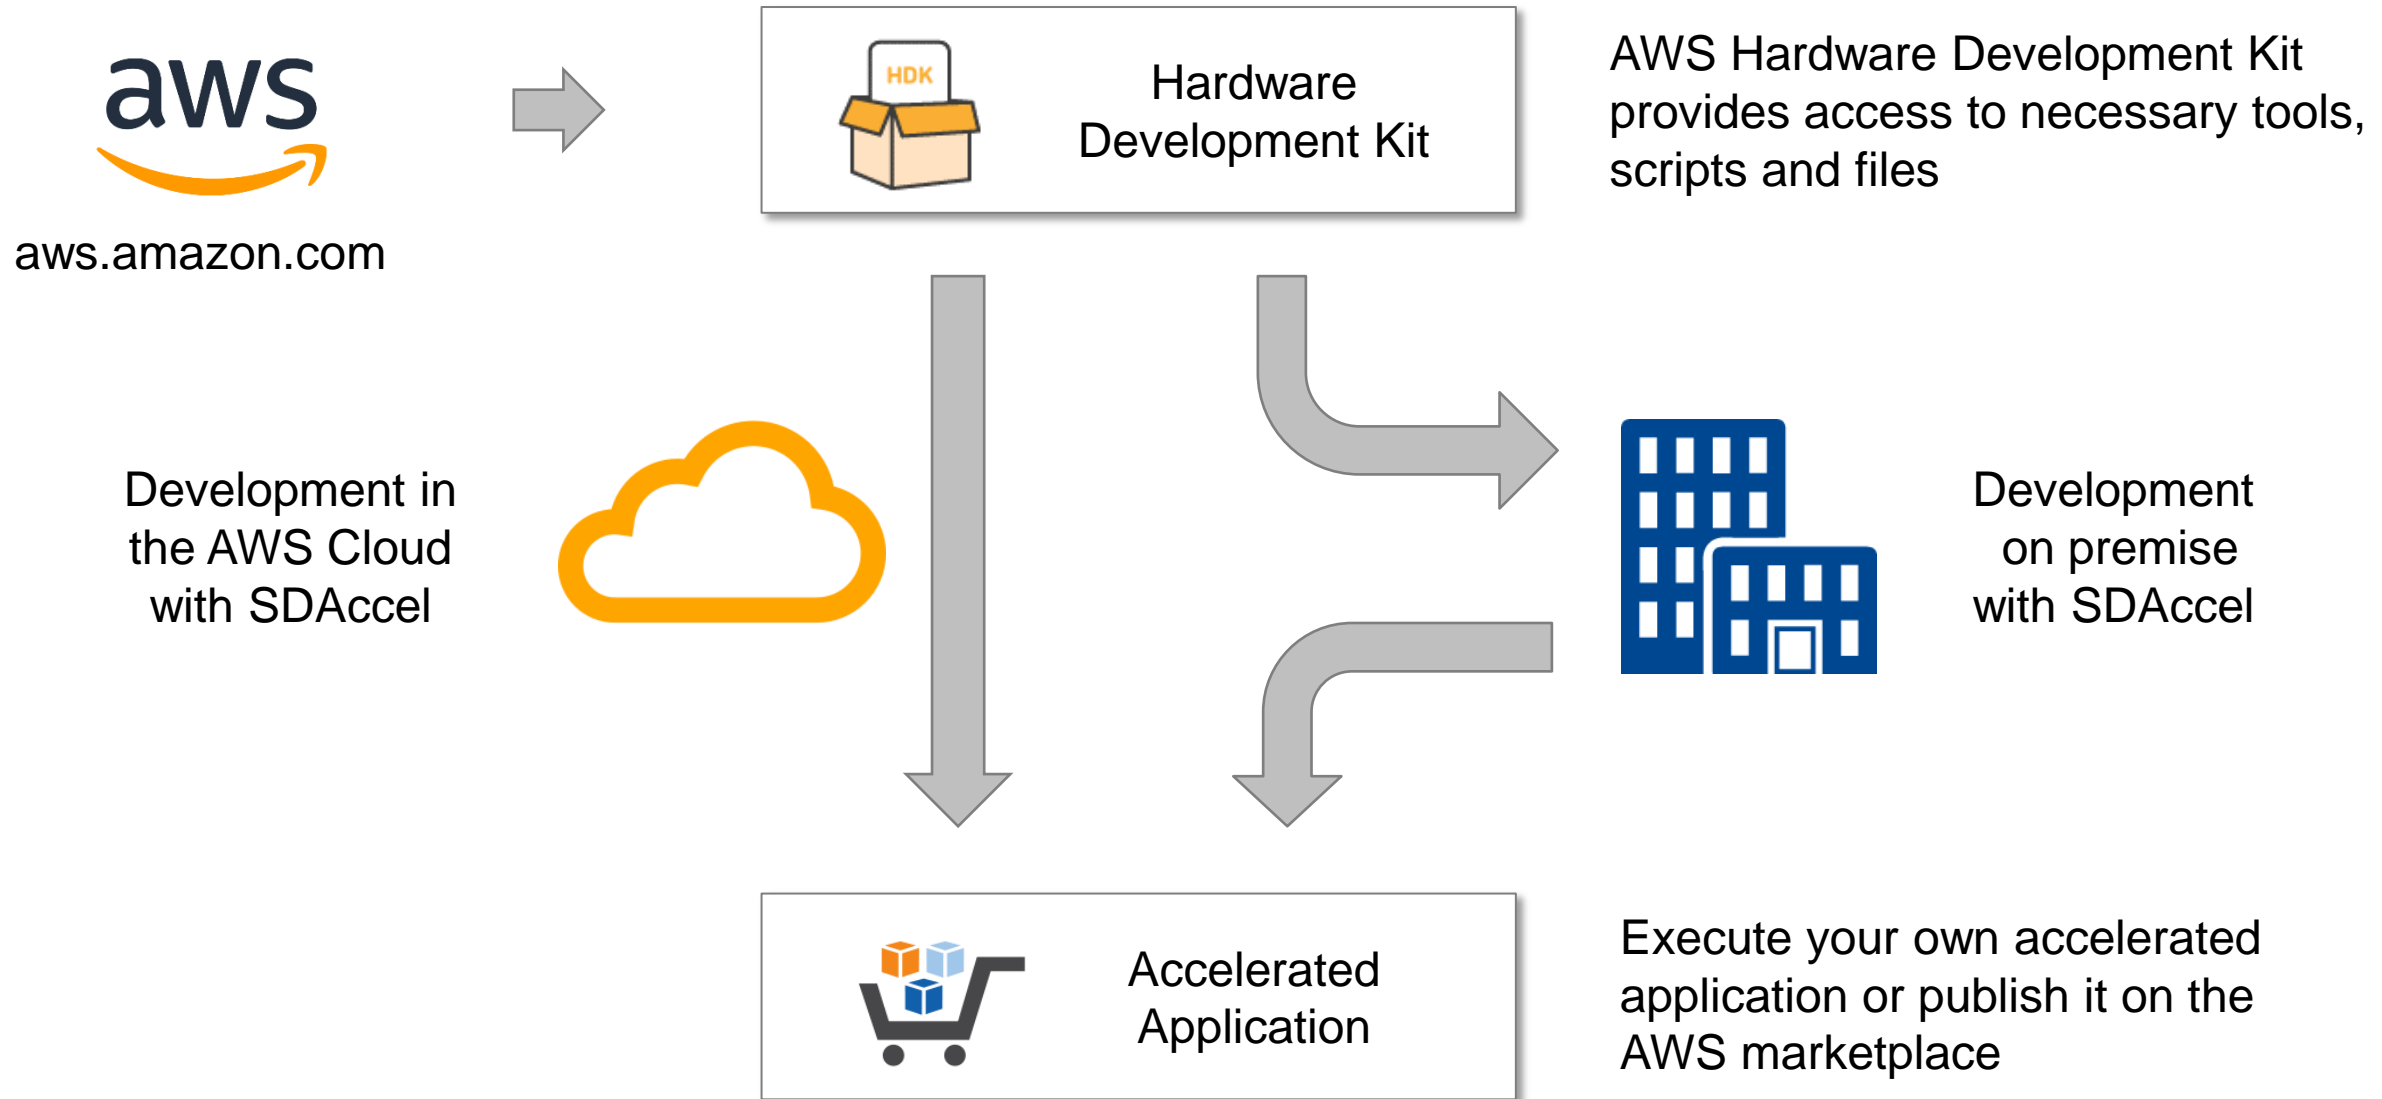 aws
aws.amazon.com
HDK
Hardware
Development Kit
AWS Hardware Development Kit
provides access to necessary tools,
scripts and files
Development in
the AWS Cloud
with SDAccel
Development
on premise
with SDAccel
Accelerated
Application
Execute your own accelerated
application or publish it on the
AWS marketplace